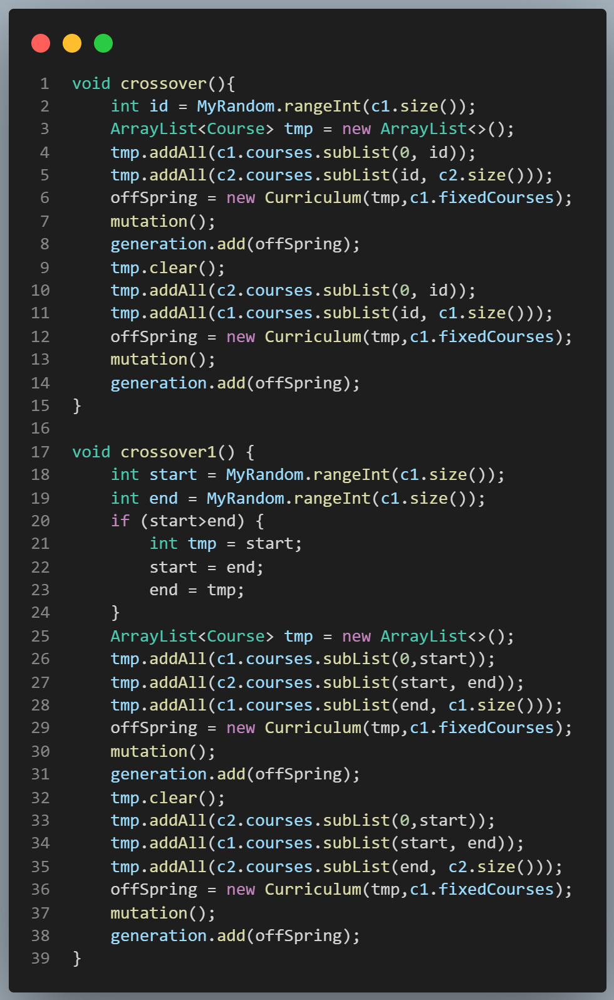 1 void crossover(){
2     int id = MyRandom.rangeInt(c1.size());
3     ArrayList<Course> tmp = new ArrayList<>();
4     tmp.addAll(c1.courses.subList(0, id));
5     tmp.addAll(c2.courses.subList(id, c2.size()));
6     offSpring = new Curriculum(tmp,c1.fixedCourses);
7     mutation();
8     generation.add(offSpring);
9     tmp.clear();
10     tmp.addAll(c2.courses.subList(0, id));
11     tmp.addAll(c1.courses.subList(id, c1.size()));
12     offSpring = new Curriculum(tmp,c1.fixedCourses);
13     mutation();
14     generation.add(offSpring);
15 }
16
17 void crossover1() {
18     int start = MyRandom.rangeInt(c1.size());
19     int end = MyRandom.rangeInt(c1.size());
20     if (start>end) {
21         int tmp = start;
22         start = end;
23         end = tmp;
24     }
25     ArrayList<Course> tmp = new ArrayList<>();
26     tmp.addAll(c1.courses.subList(0,start));
27     tmp.addAll(c2.courses.subList(start, end));
28     tmp.addAll(c1.courses.subList(end, c1.size()));
29     offSpring = new Curriculum(tmp,c1.fixedCourses);
30     mutation();
31     generation.add(offSpring);
32     tmp.clear();
33     tmp.addAll(c2.courses.subList(0,start));
34     tmp.addAll(c1.courses.subList(start, end));
35     tmp.addAll(c2.courses.subList(end, c2.size()));
36     offSpring = new Curriculum(tmp,c1.fixedCourses);
37     mutation();
38     generation.add(offSpring);
39 }